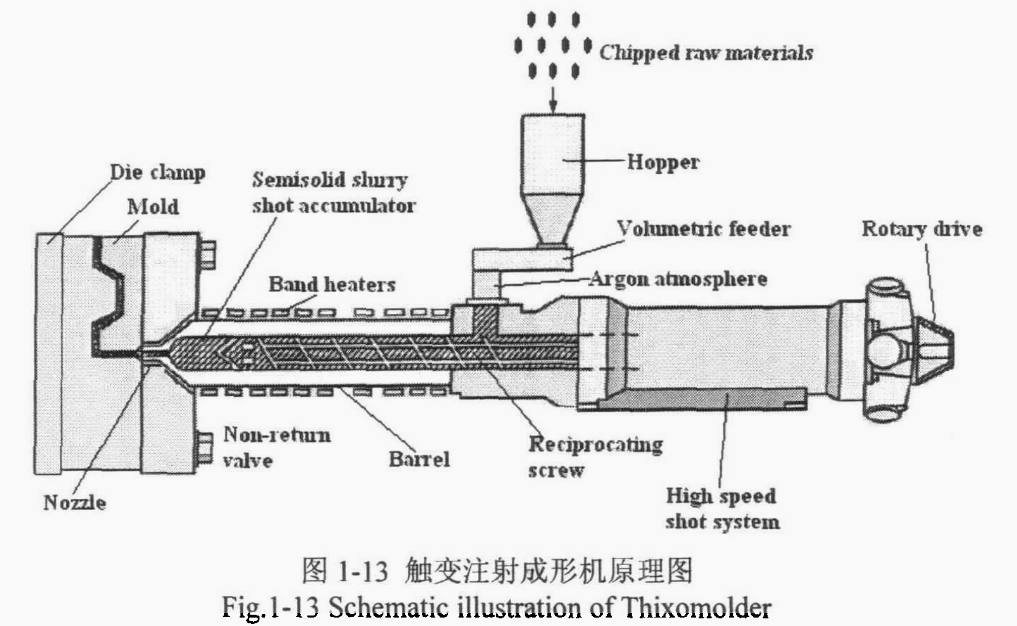 Chipped raw materials
Hopper
Die clamp
Semisolid slurry
shot accumulator
Mold
Volumetric feeder
Rotary drive
Band heaters
Argon atmosphere
Non-return
valve
Barrel
Reciprocating
screw
Nozzle
High speed
shot system
图 1-13 触变注射成形机原理图
Fig.1-13 Schematic illustration of Thixomolder